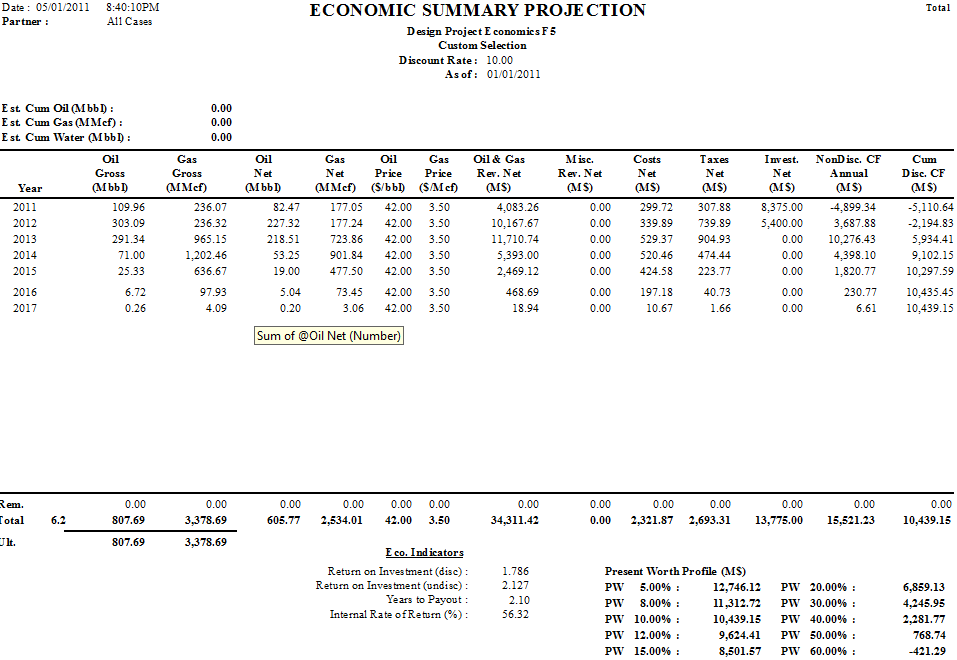 Date : 05/01/2011 8:40:10PM ECONOMIC SUMMARY PROJECTION Total
Partner : All Cases
Design Project Economics F5
Custom Selection
Discount Rate : 10.00
As of : 01/01/2011
Est. Cum Oil (Mbbl) : 0.00
Est. Cum Gas (MMcf) : 0.00
Est. Cum Water (Mbbl) : 0.00
Oil Gas Oil Gas Oil Gas Oil & Gas Misc. Costs Taxes Invest. NonDisc. CF Cum
Gross Gross Net Net Price Price Rev. Net Rev. Net Net Net Net Annual Disc. CF
Year (Mbbl) (MMcf) (Mbbl) (MMcf) ($/bbl) ($/Mcf) (M$) (M$) (M$) (M$) (M$) (M$) (M$)
2011 109.96 236.07 82.47 177.05 42.00 3.50 4,083.26 0.00 299.72 307.88 8,375.00 -4,899.34 -5,110.64
2012 303.09 236.32 227.32 177.24 42.00 3.50 10,167.67 0.00 339.89 739.89 5,400.00 3,687.88 -2,194.83
2013 291.34 965.15 218.51 723.86 42.00 3.50 11,710.74 0.00 529.37 904.93 0.00 10,276.43 5,934.41
2014 71.00 1,202.46 53.25 901.84 42.00 3.50 5,393.00 0.00 520.46 474.44 0.00 4,398.10 9,102.15
2015 25.33 636.67 19.00 477.50 42.00 3.50 2,469.12 0.00 424.58 223.77 0.00 1,820.77 10,297.59
2016 6.72 97.93 5.04 73.45 42.00 3.50 468.69 0.00 197.18 40.73 0.00 230.77 10,435.45
2017 0.26 4.09 0.20 3.06 42.00 3.50 18.94 0.00 10.67 1.66 0.00 6.61 10,439.15
Sum of @Oil Net (Number)
Rem. 0.00 0.00 0.00 0.00 0.00 0.00 0.00 0.00 0.00 0.00 0.00 0.00 0.00
Total 6.2 807.69 3,378.69 605.77 2,534.01 42.00 3.50 34,311.42 0.00 2,321.87 2,693.31 13,775.00 15,521.23 10,439.15
Ult. 807.69 3,378.69
Eco. Indicators
Return on Investment (disc) : 1.786 Present Worth Profile (M$)
Return on Investment (undisc) : 2.127 PW 5.00% : 12,746.12 PW 20.00% : 6,859.13
Years to Payout : 2.10 PW 8.00% : 11,312.72 PW 30.00% : 4,245.95
Internal Rate of Return (%) : 56.32 PW 10.00% : 10,439.15 PW 40.00% : 2,281.77
PW 12.00% : 9,624.41 PW 50.00% : 768.74
PW 15.00% : 8,501.57 PW 60.00% : -421.29